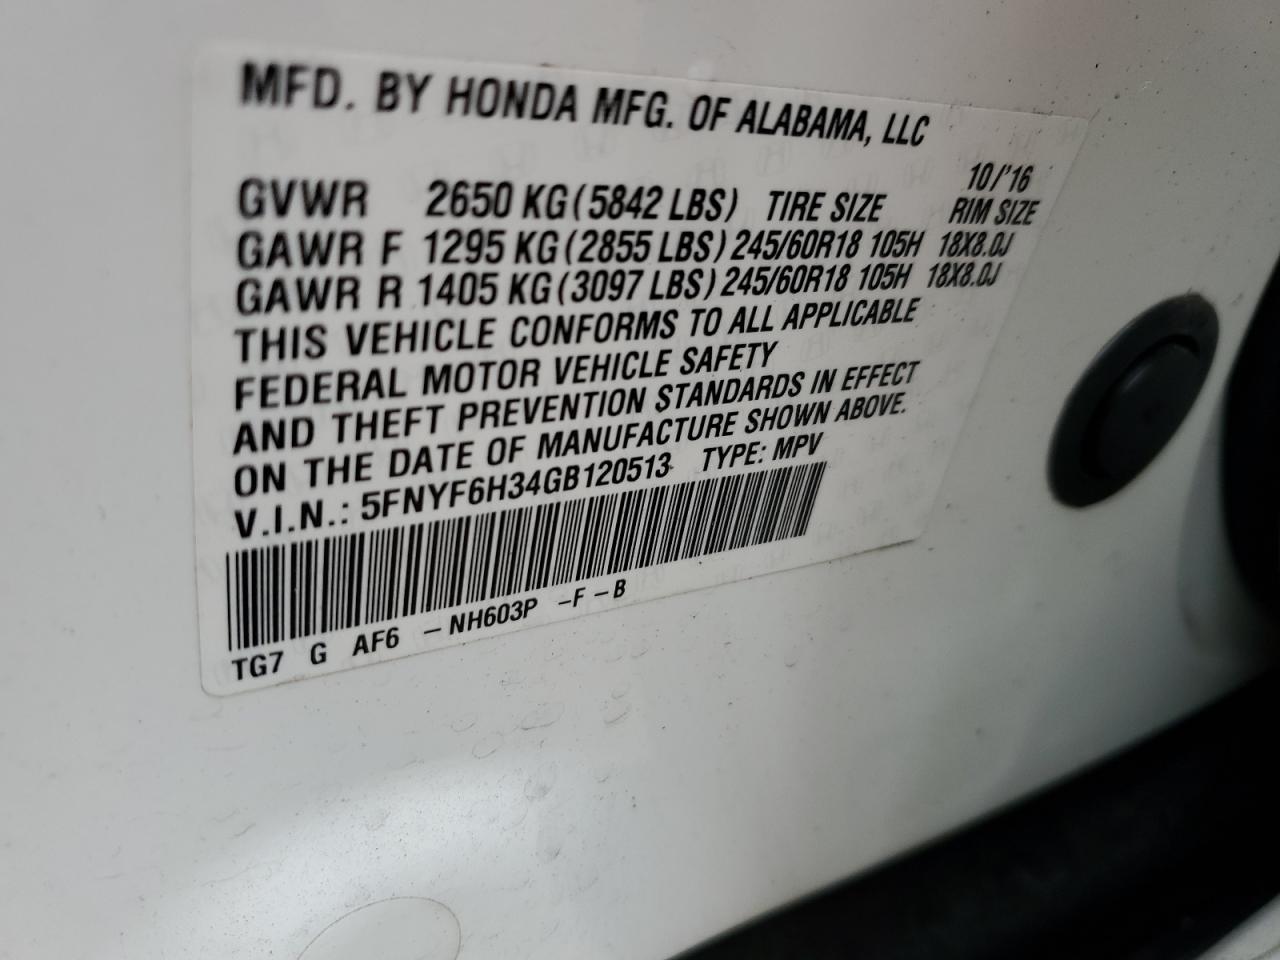 MFD. BY HONDA MFG. OF ALABAMA, LLC
10/'16
GVWR 2650 KG (5842 LBS) TIRE SIZE RIM SIZE
GAWR F 1295 KG (2855 LBS) 245/60R18 105H 18X8.0J
GAWR R 1405 KG (3097 LBS) 245/60R18 105H 18X8.0J
THIS VEHICLE CONFORMS TO ALL APPLICABLE
FEDERAL MOTOR VEHICLE SAFETY
AND THEFT PREVENTION STANDARDS IN EFFECT
ON THE DATE OF MANUFACTURE SHOWN ABOVE.
V.I.N.: 5FNYF6H34GB120513 TYPE: MPV
TG7 G AF6 - NH603P - F - B